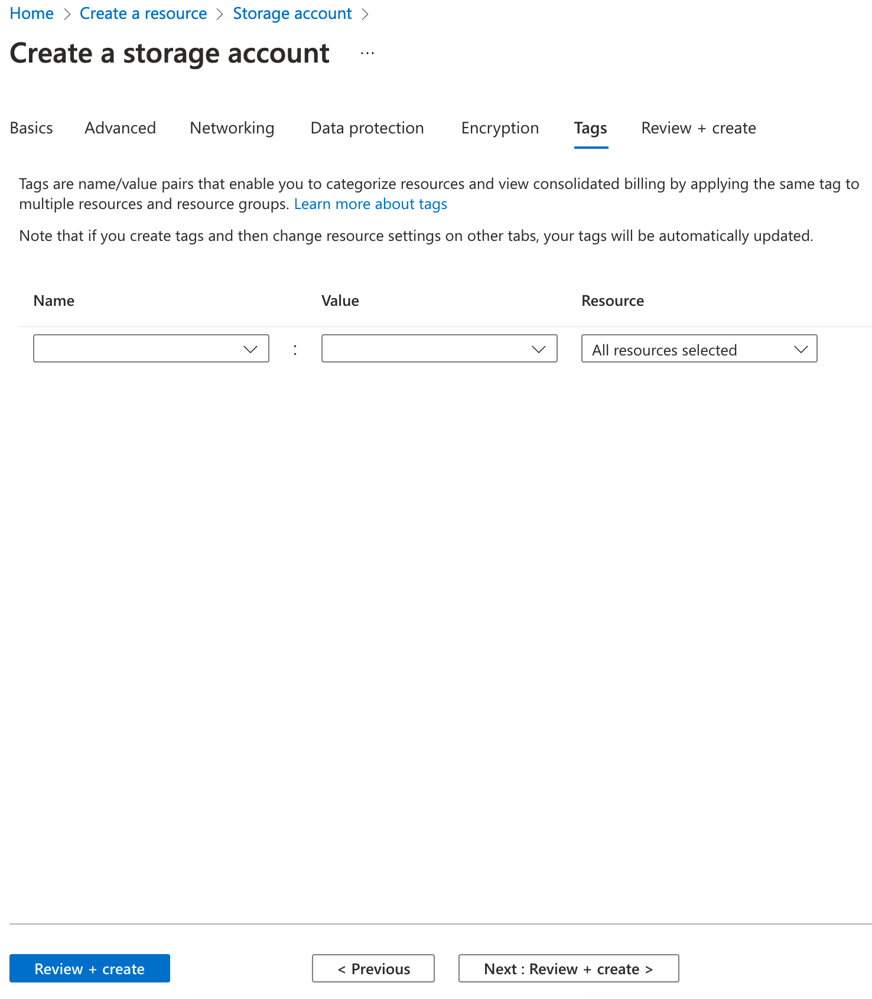 Home > Create a resource > Storage account >
Create a storage account ...
Basics Advanced Networking Data protection Encryption Tags Review + create
Tags are name/value pairs that enable you to categorize resources and view consolidated billing by applying the same tag to
multiple resources and resource groups. Learn more about tags
Note that if you create tags and then change resource settings on other tabs, your tags will be automatically updated.
Name Value Resource
: All resources selected
Review + create < Previous Next : Review + create >